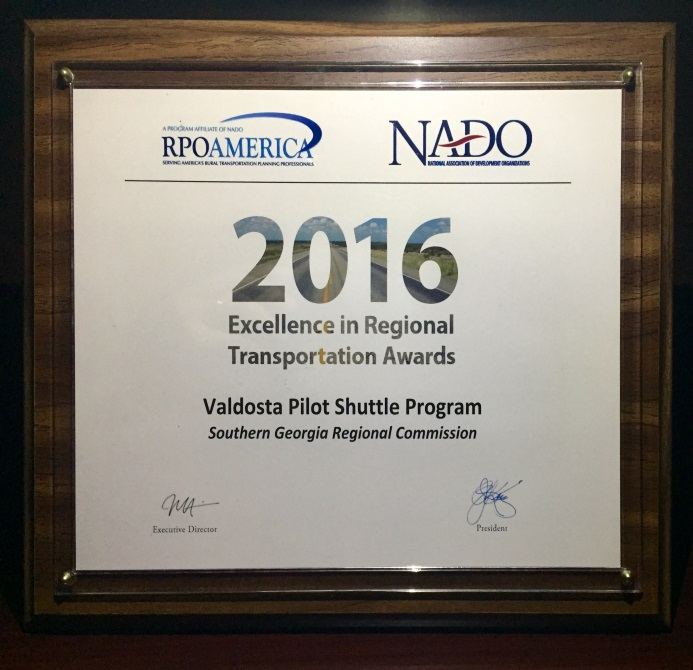 A PROGRAM AFFILIATE OF NADO
RPOAMERICA
SERVING AMERICA'S RURAL TRANSPORTATION PLANNING PROFESSIONALS
NADO
NATIONAL ASSOCIATION OF DEVELOPMENT ORGANIZATIONS
2016
Excellence in Regional
Transportation Awards
Valdosta Pilot Shuttle Program
Southern Georgia Regional Commission
Executive Director
President